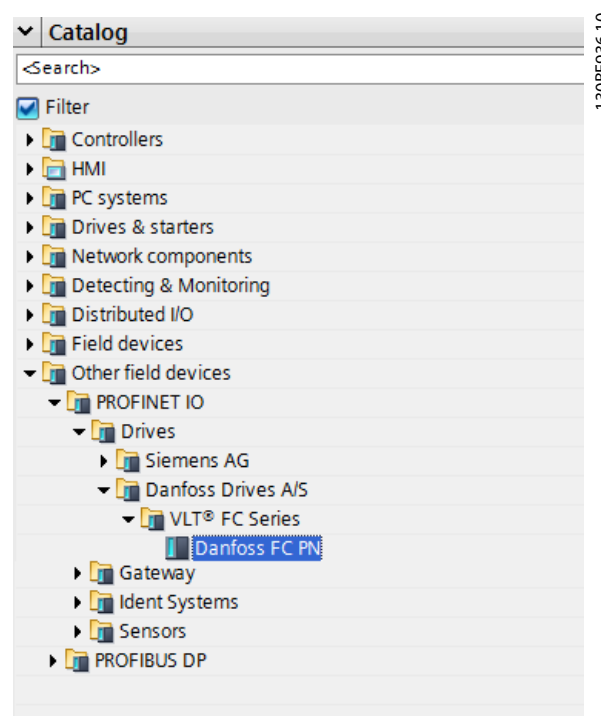 Catalog
<Search>
Filter
Controllers
HMI
PC systems
Drives & starters
Network components
Detecting & Monitoring
Distributed I/O
Field devices
Other field devices
PROFINET IO
Drives
Siemens AG
Danfoss Drives A/S
VLT® FC Series
Danfoss FC PN
Gateway
Ident Systems
Sensors
PROFIBUS DP